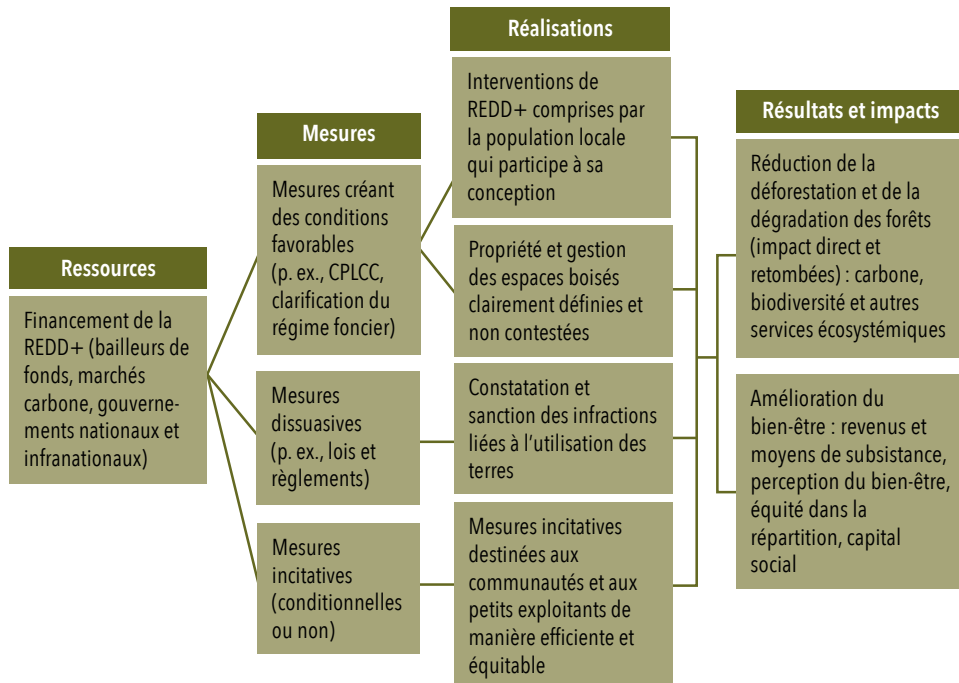 Ressources
Financement de la
REDD+ (bailleurs de
fonds, marchés
carbone, gouverne-
ments nationaux et
infranationaux)
Mesures
Mesures créant
des conditions
favorables
(p. ex., CPLCC,
clarification du
régime foncier)
Mesures
dissuasives
(p. ex., lois et
règlements)
Mesures
incitatives
(conditionnelles
ou non)
Réalisations
Interventions de
REDD+ comprises par
la population locale
qui participe à sa
conception
Propriété et gestion
des espaces boisés
clairement définies et
non contestées
Constatation et
sanction des infractions
liées à l’utilisation des
terres
Mesures incitatives
destinées aux
communautés et aux
petits exploitants de
manière efficiente et
équitable
Résultats et impacts
Réduction de la
déforestation et de la
dégradation des forêts
(impact direct et
retombées) : carbone,
biodiversité et autres
services écosystémiques
Amélioration du
bien-être : revenus et
moyens de subsistance,
perception du bien-être,
équité dans la
répartition, capital
social